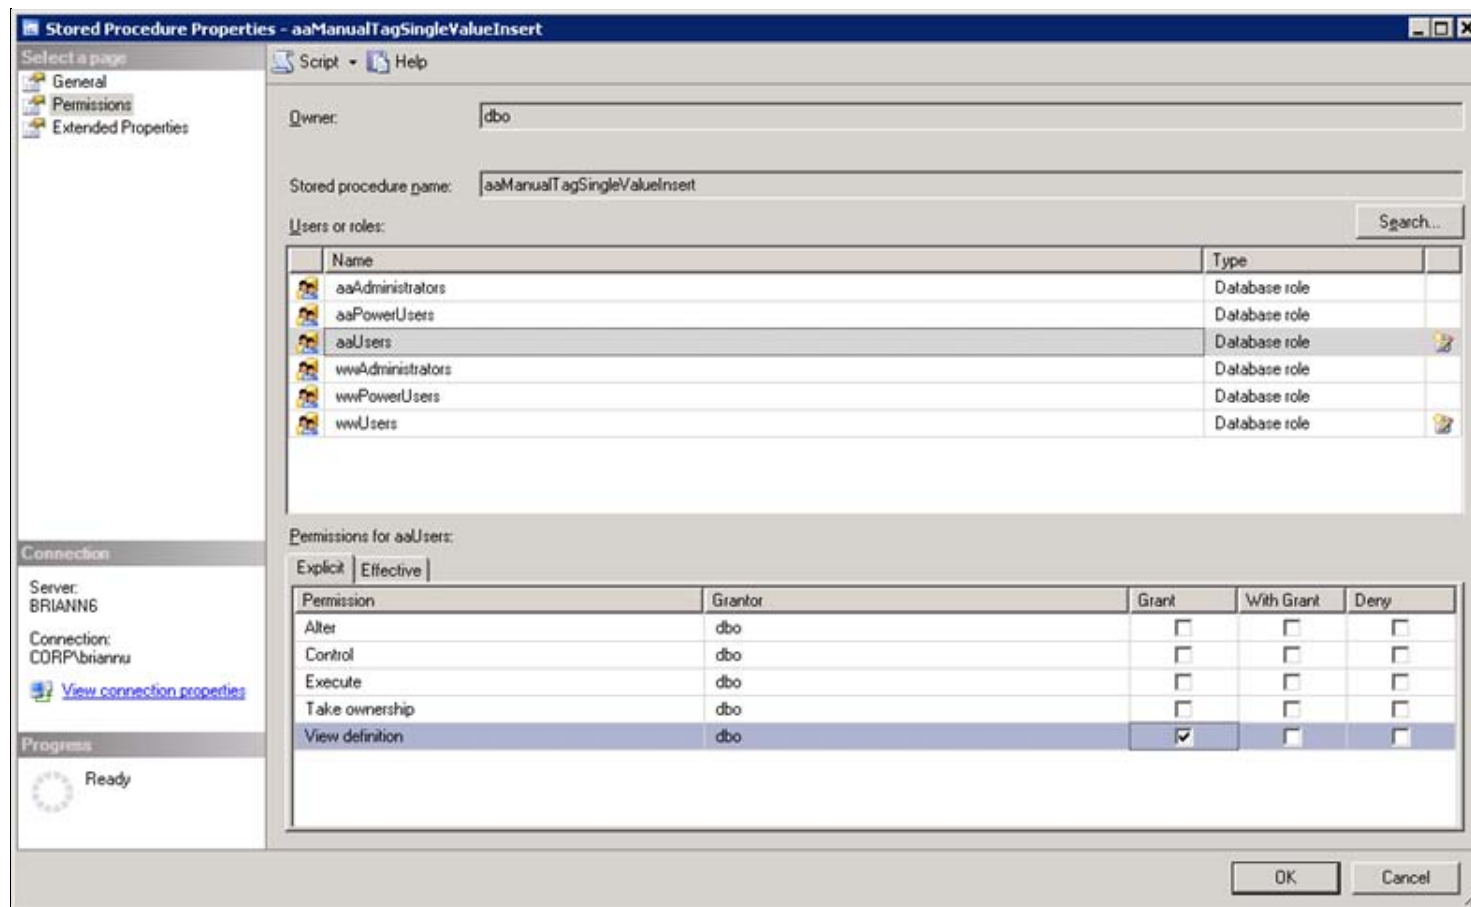 Stored Procedure Properties - aaManualTagSingleValueInsert
Select a page
General
Permissions
Extended Properties
Script Help
Owner: dbo
Stored procedure name: aaManualTagSingleValueInsert
Users or roles: Search...
Name Type
aaAdministrators Database role
aaPowerUsers Database role
aaUsers Database role
wwAdministrators Database role
wwPowerUsers Database role
wwUsers Database role
Permissions for aaUsers:
Explicit Effective
Permission Grantor Grant With Grant Deny
Alter dbo
Control dbo
Execute dbo
Take ownership dbo
View definition dbo
Connection
Server:
BRIANN6
Connection:
CORP\briannu
View connection properties
Progress
Ready
OK Cancel